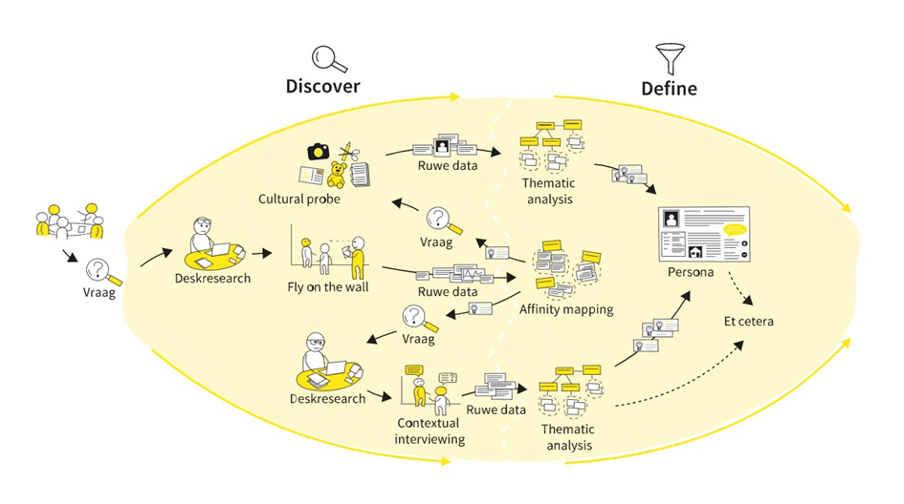 Discover
Define
Ruwe data
Thematic
analysis
Cultural probe
Vraag
Deskresearch
Fly on the wall
Ruwe data
Affinity mapping
Persona
Vraag
Et cetera
Vraag
Deskresearch
Contextual
interviewing
Ruwe data
Thematic
analysis